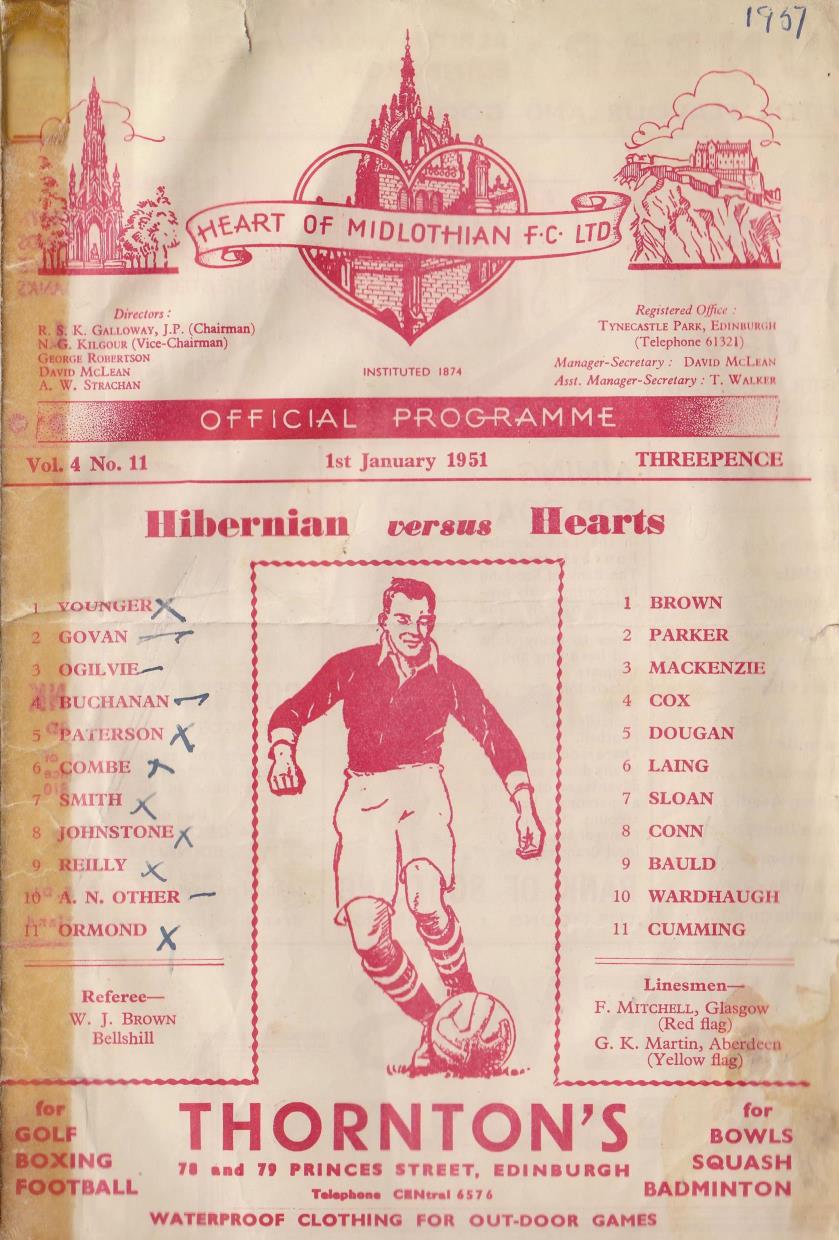 1957
HEART OF MIDLOTHIAN F.C. LTD
Directors :
R. S. K. GALLOWAY, J.P. (Chairman)
N. G. KILGOUR (Vice-Chairman)
GEORGE ROBERTSON
DAVID MCLEAN
A. W. STRACHAN
INSTITUTED 1874
Registered Office :
TYNECASTLE PARK, EDINBURGH
(Telephone 61321)
Manager-Secretary : DAVID MCLEAN
Asst. Manager-Secretary : T. WALKER
OFFICIAL PROGRAMME
Vol. 4 No. 11 1st January 1951 THREEPENCE
Hibernian versus Hearts
1 YOUNGER X
2 GOVAN
3 OGILVIE
4 BUCHANAN
5 PATERSON X
6 COMBE
7 SMITH X
8 JOHNSTONE X
9 REILLY X
10 A. N. OTHER
11 ORMOND X
Referee—
W. J. BROWN
Bellshill
1 BROWN
2 PARKER
3 MACKENZIE
4 COX
5 DOUGAN
6 LAING
7 SLOAN
8 CONN
9 BAULD
10 WARDHAUGH
11 CUMMING
Linesmen—
F. MITCHELL, Glasgow
(Red flag)
G. K. Martin, Aberdeen
(Yellow flag)
for
GOLF
BOXING
FOOTBALL
THORNTON'S
78 and 79 PRINCES STREET, EDINBURGH
Telephone CENtral 6576
for
BOWLS
SQUASH
BADMINTON
WATERPROOF CLOTHING FOR OUT-DOOR GAMES